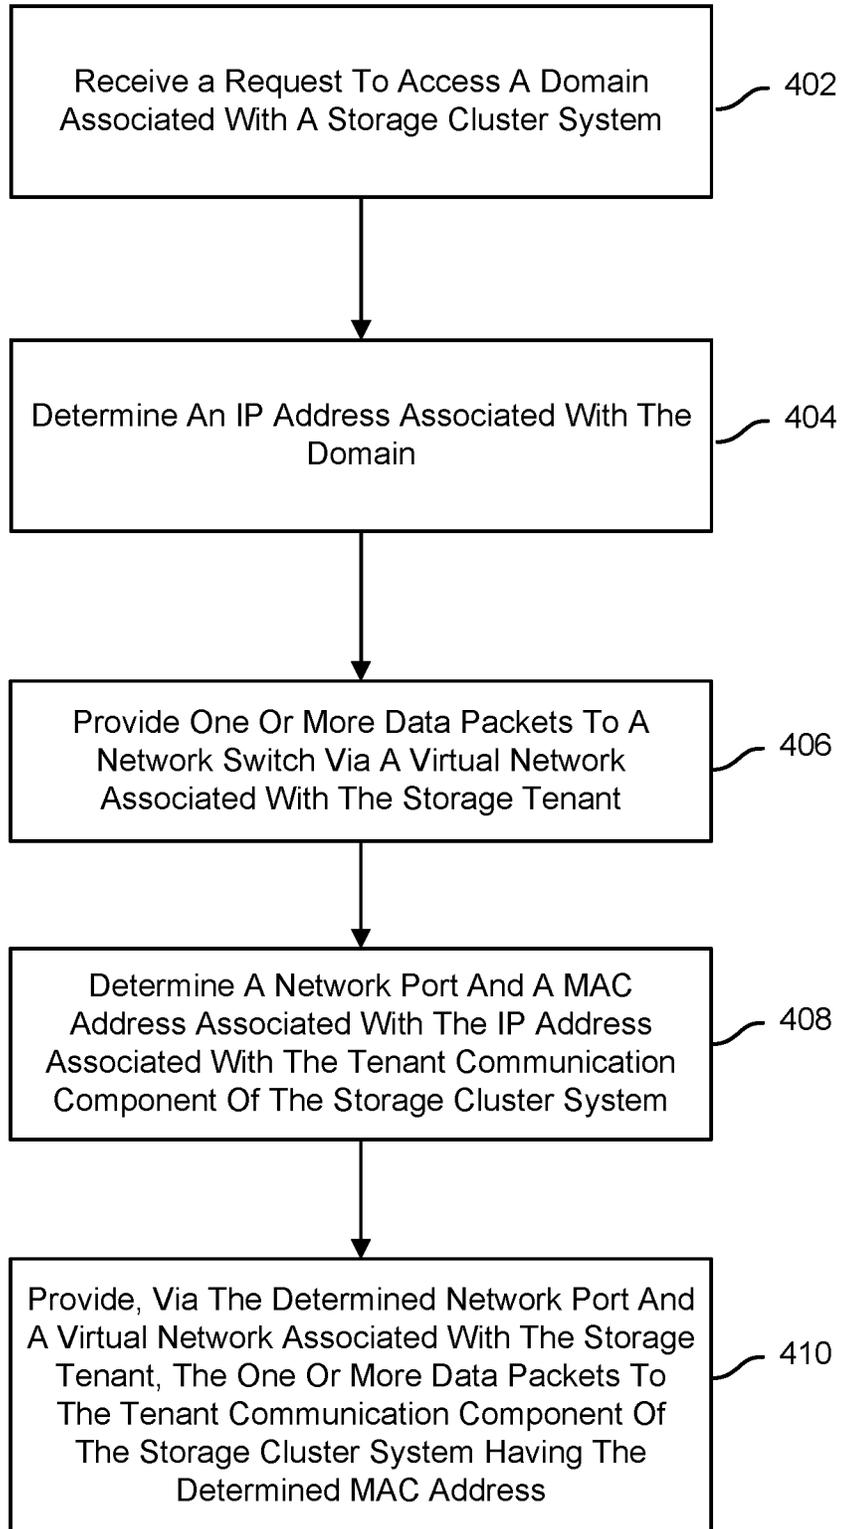 Receive a Request To Access A Domain
Associated With A Storage Cluster System
402
Determine An IP Address Associated With The
Domain
404
Provide One Or More Data Packets To A
Network Switch Via A Virtual Network
Associated With The Storage Tenant
406
Determine A Network Port And A MAC
Address Associated With The IP Address
Associated With The Tenant Communication
Component Of The Storage Cluster System
408
Provide, Via The Determined Network Port And
A Virtual Network Associated With The Storage
Tenant, The One Or More Data Packets To
The Tenant Communication Component Of
The Storage Cluster System Having The
Determined MAC Address
410